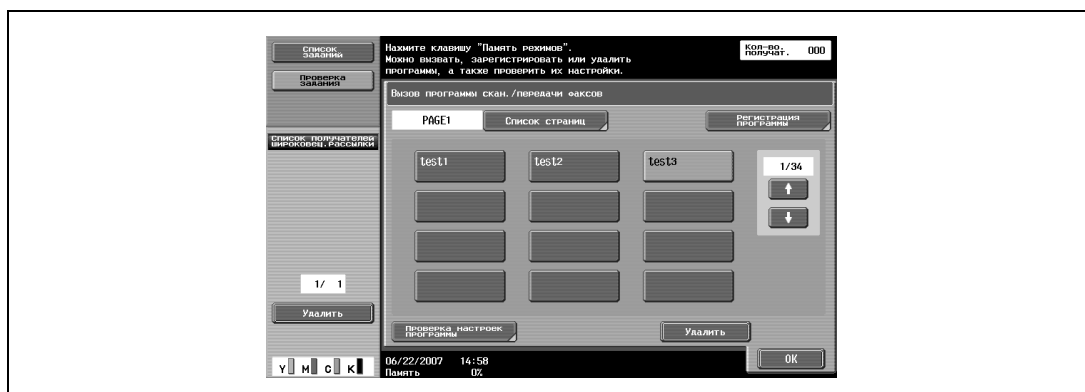 Список
заданий
Проверка
задания
Список получателей
широковещ.рассылки
1/ 1
Удалить
Y M C K
Нажмите клавишу "Память режимов".
Можно вызвать, зарегистрировать или удалить
программы, а также проверить их настройки.
Кол-во.
получат. 000
Вызов программы скан./передачи факсов
PAGE1
Список страниц
Регистрация
программы
test1
test2
test3
1/34
Проверка настроек
программы
Удалить
OK
06/22/2007 14:58
Память 0%